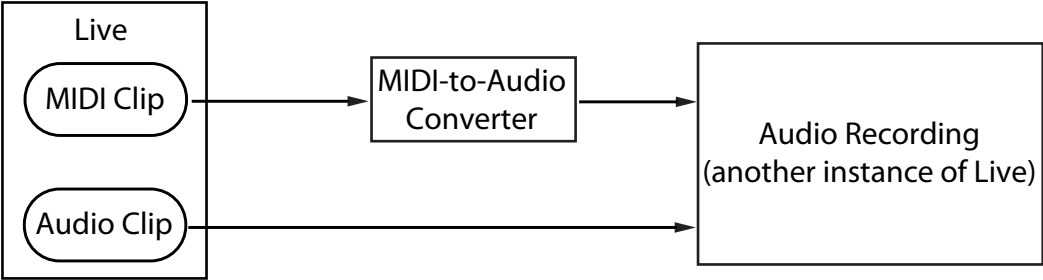 Live
MIDI Clip
MIDI-to-Audio
Converter
Audio Recording
(another instance of Live)
Audio Clip